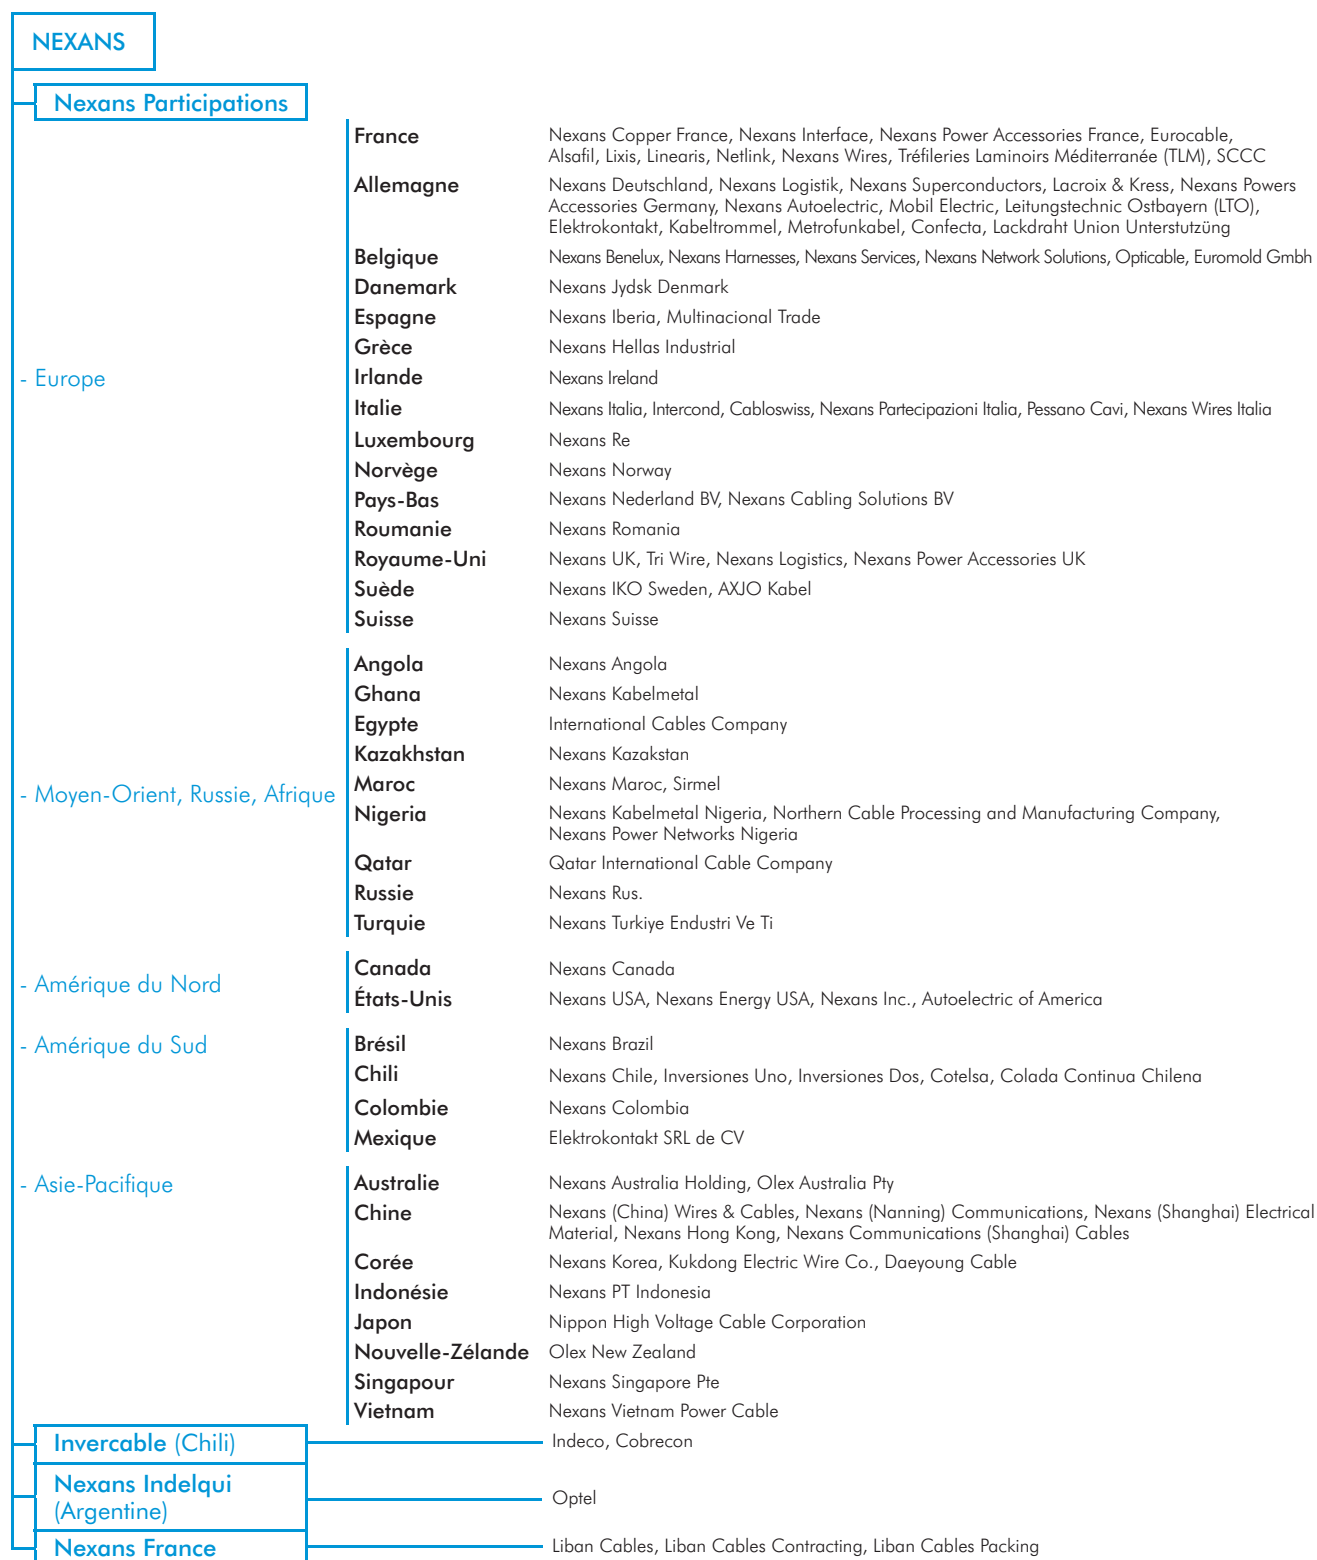 NEXANS
Nexans Participations
- Europe
France Nexans Copper France, Nexans Interface, Nexans Power Accessories France, Eurocable,
Alsafil, Lixis, Linearis, Netlink, Nexans Wires, Tréfileries Laminoirs Méditerranée (TLM), SCCC
Allemagne Nexans Deutschland, Nexans Logistik, Nexans Superconductors, Lacroix & Kress, Nexans Powers
Accessories Germany, Nexans Autoelectric, Mobil Electric, Leitungstechnic Ostbayern (LTO),
Elektrokontakt, Kabeltrommel, Metrofunkabel, Confecta, Lackdraht Union Unterstutzüng
Belgique Nexans Benelux, Nexans Harnesses, Nexans Services, Nexans Network Solutions, Opticable, Euromold Gmbh
Danemark Nexans Jydsk Denmark
Espagne Nexans Iberia, Multinacional Trade
Grèce Nexans Hellas Industrial
Irlande Nexans Ireland
Italie Nexans Italia, Intercond, Cabloswiss, Nexans Partecipazioni Italia, Pessano Cavi, Nexans Wires Italia
Luxembourg Nexans Re
Norvège Nexans Norway
Pays-Bas Nexans Nederland BV, Nexans Cabling Solutions BV
Roumanie Nexans Romania
Royaume-Uni Nexans UK, Tri Wire, Nexans Logistics, Nexans Power Accessories UK
Suède Nexans IKO Sweden, AXJO Kabel
Suisse Nexans Suisse
- Moyen-Orient, Russie, Afrique
Angola Nexans Angola
Ghana Nexans Kabelmetal
Egypte International Cables Company
Kazakhstan Nexans Kazakstan
Maroc Nexans Maroc, Sirmel
Nigeria Nexans Kabelmetal Nigeria, Northern Cable Processing and Manufacturing Company,
Nexans Power Networks Nigeria
Qatar Qatar International Cable Company
Russie Nexans Rus.
Turquie Nexans Turkiye Endustri Ve Ti
- Amérique du Nord
Canada Nexans Canada
États-Unis Nexans USA, Nexans Energy USA, Nexans Inc., Autoelectric of America
- Amérique du Sud
Brésil Nexans Brazil
Chili Nexans Chile, Inversiones Uno, Inversiones Dos, Cotelsa, Colada Continua Chilena
Colombie Nexans Colombia
Mexique Elektrokontakt SRL de CV
- Asie-Pacifique
Australie Nexans Australia Holding, Olex Australia Pty
Chine Nexans (China) Wires & Cables, Nexans (Nanning) Communications, Nexans (Shanghai) Electrical
Material, Nexans Hong Kong, Nexans Communications (Shanghai) Cables
Corée Nexans Korea, Kukdong Electric Wire Co., Daeyoung Cable
Indonésie Nexans PT Indonesia
Japon Nippon High Voltage Cable Corporation
Nouvelle-Zélande Olex New Zealand
Singapour Nexans Singapore Pte
Vietnam Nexans Vietnam Power Cable
Invercable (Chili) Indeco, Cobrecon
Nexans Indelqui
(Argentine) Optel
Nexans France Liban Cables, Liban Cables Contracting, Liban Cables Packing